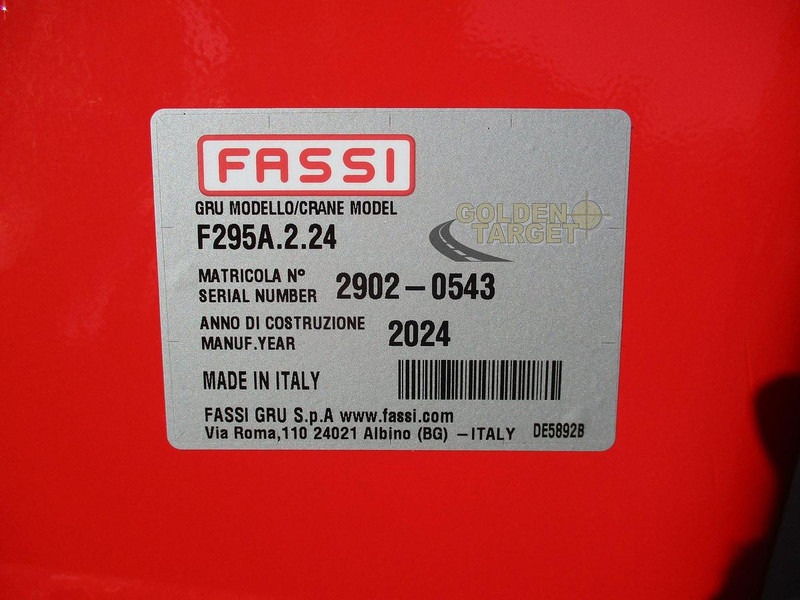 FASSI
GRU MODELLO/CRANE MODEL
F295A.2.24
GOLDEN
TARGET
MATRICOLA Nº
SERIAL NUMBER 2902-0543
ANNO DI COSTRUZIONE
MANUF.YEAR 2024
MADE IN ITALY
FASSI GRU S.p.A www.fassi.com
Via Roma,110 24021 Albino (BG) -ITALY DE5892B